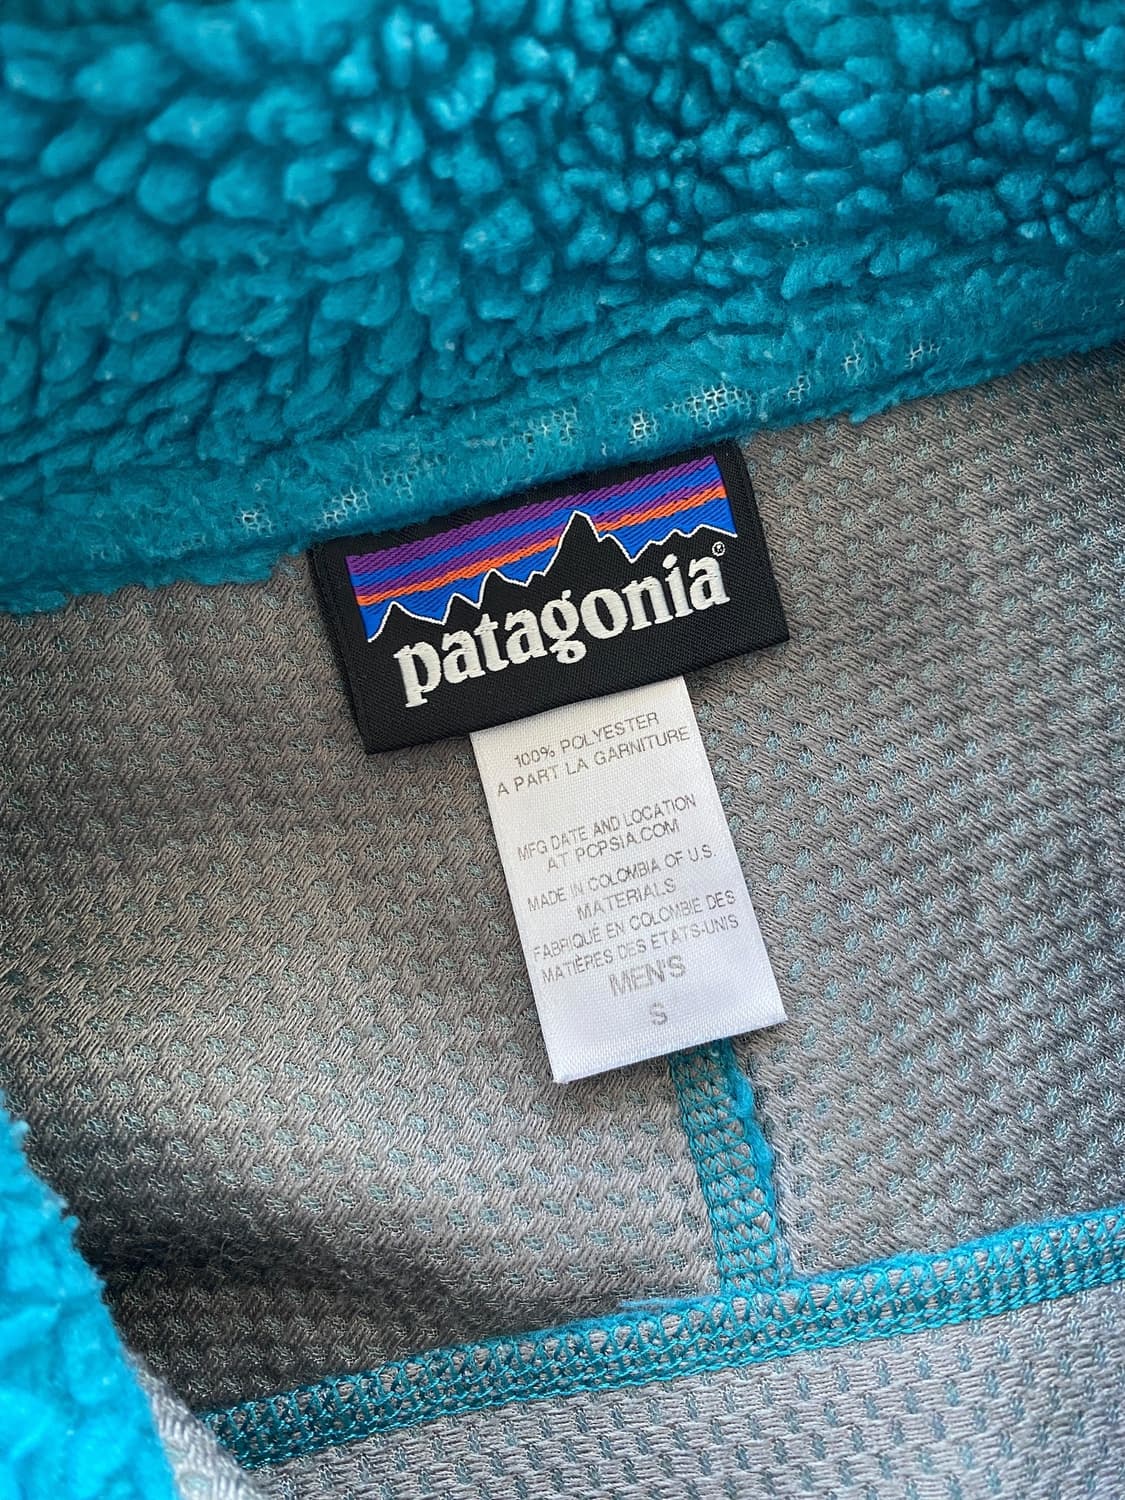 patagonia®
100% POLYESTER
A PART LA GARNITURE
MFG DATE AND LOCATION
AT PCPSIA.COM
MADE IN COLOMBIA OF U.S.
MATERIALS
FABRIQUÉ EN COLOMBIE DES
MATIÈRES DES ETATS-UNIS
MEN'S
S